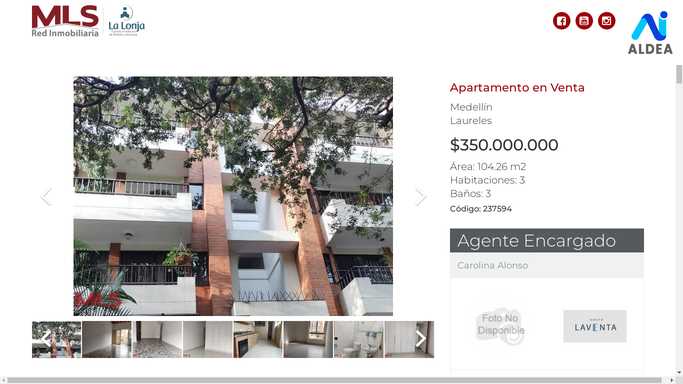 MLS
Red Inmobiliaria
La Lonja
ALDEA
Apartamento en Venta
Medellín
Laureles
$350.000.000
Área: 104.26 m2
Habitaciones: 3
Baños: 3
Código: 237594
Agente Encargado
Carolina Alonso
Foto No
Disponible
LAVENTA
MLS